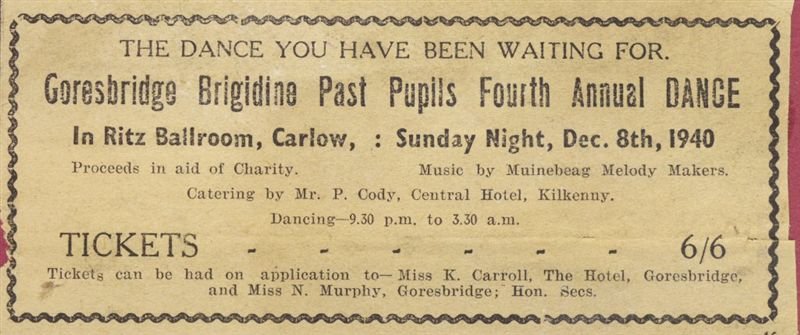 THE DANCE YOU HAVE BEEN WAITING FOR.
Goresbridge Brigidine Past Pupils Fourth Annual DANCE
In Ritz Ballroom, Carlow, : Sunday Night, Dec. 8th, 1940
Proceeds in aid of Charity. Music by Muinebeag Melody Makers.
Catering by Mr. P. Cody, Central Hotel, Kilkenny.
Dancing—9.30 p.m. to 3.30 a.m.
TICKETS - - - - - - - 6/6
Tickets can be had on application to—Miss K. Carroll, The Hotel, Goresbridge,
and Miss N. Murphy, Goresbridge; Hon. Secs.